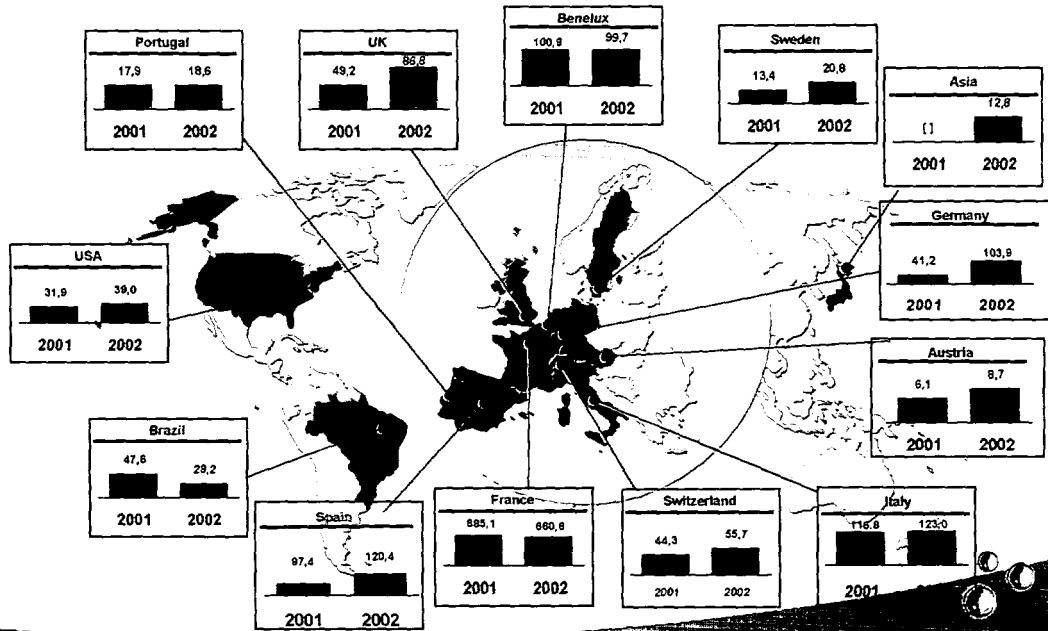 Benelux
100,9 99,7
2001 2002
Portugal
17,9 18,6
2001 2002
UK
49,2 86,8
2001 2002
Sweden
13,4 20,8
2001 2002
Asia
[ ] 12,8
2001 2002
Germany
41,2 103,9
2001 2002
USA
31,9 39,0
2001 2002
Austria
6,1 8,7
2001 2002
Brazil
47,6 29,2
2001 2002
Spain
97,4 120,4
2001 2002
France
685,1 660,6
2001 2002
Switzerland
44,3 55,7
2001 2002
Italy
116,8 123,0
2001